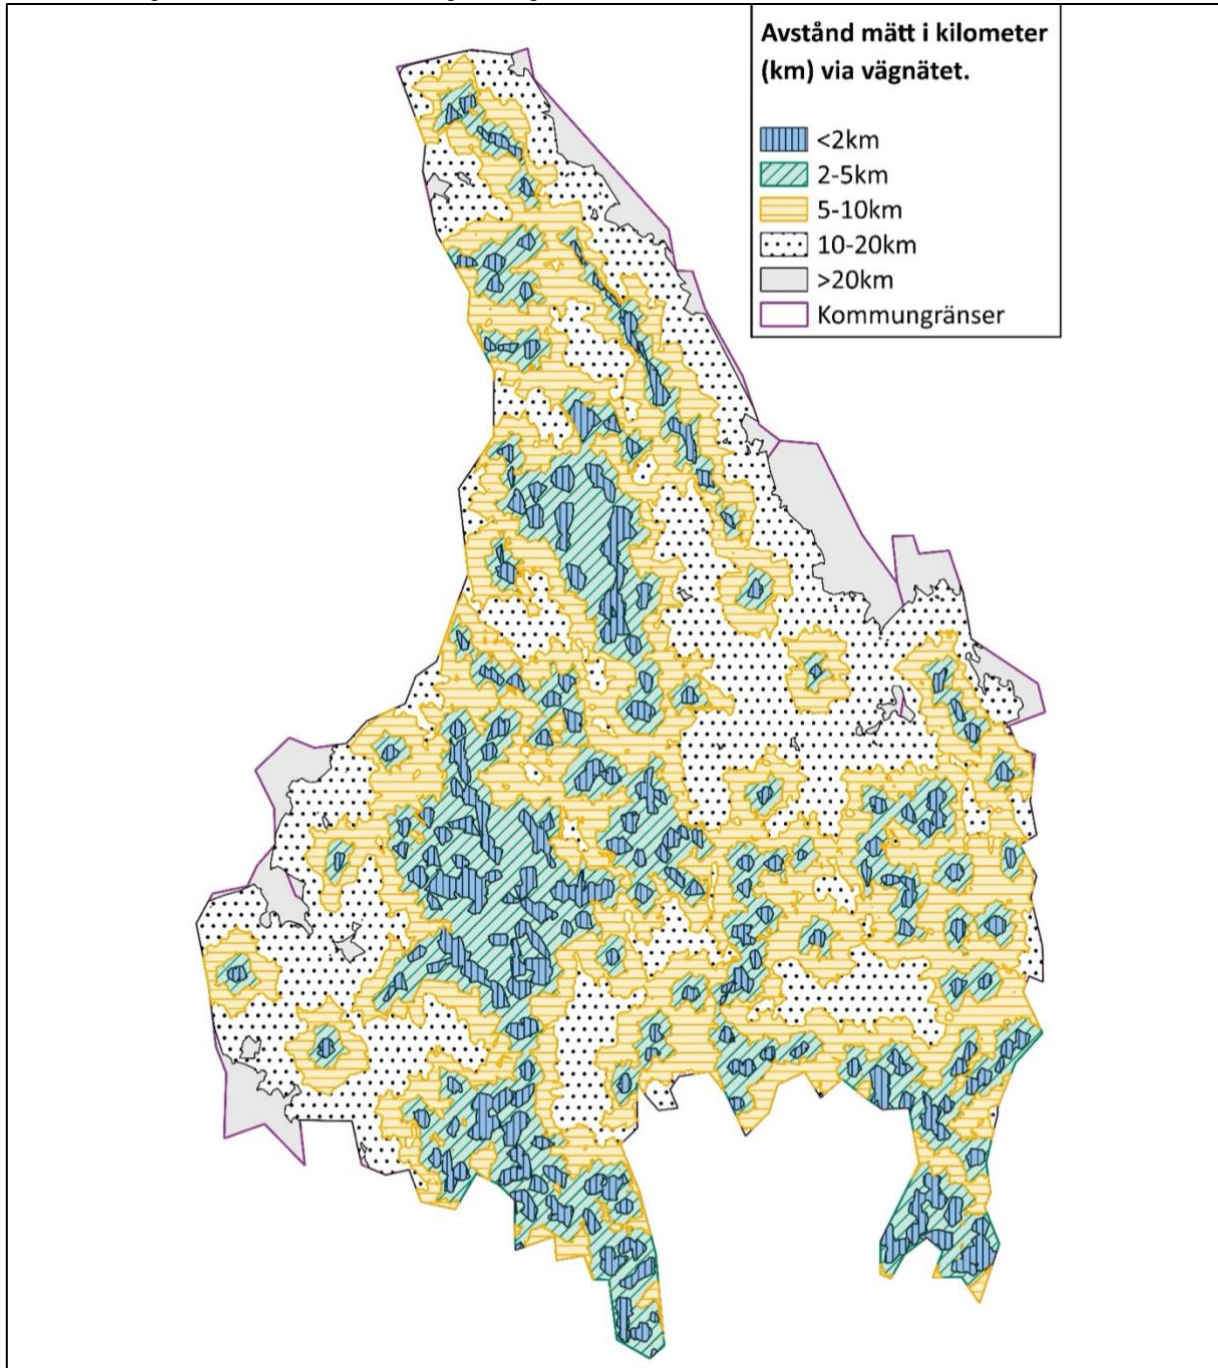 Avstånd mätt i kilometer
(km) via vägnätet.
<2km
2-5km
5-10km
10-20km
>20km
Kommungränser